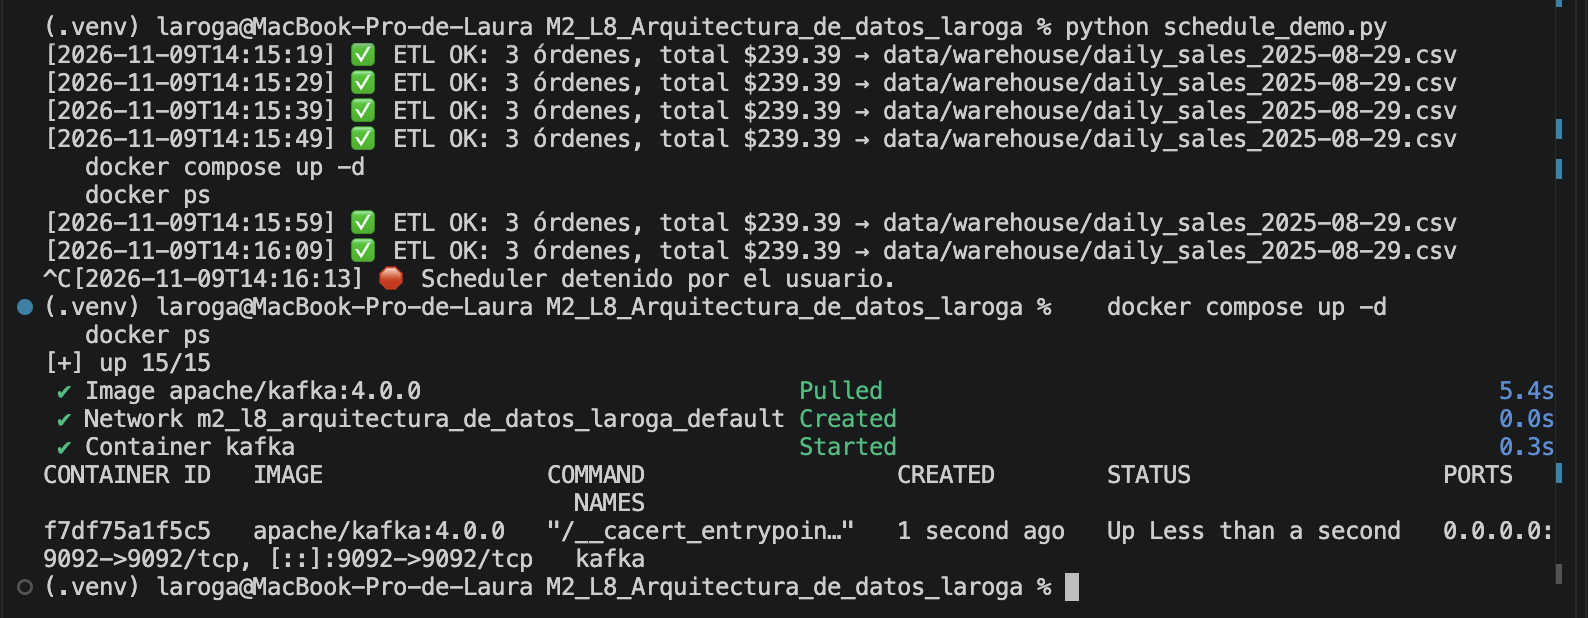 (.venv) laroga@MacBook-Pro-de-Laura M2_L8_Arquitectura_de_datos_laroga % python schedule_demo.py
[2026-11-09T14:15:19] ✅ ETL OK: 3 órdenes, total $239.39 → data/warehouse/daily_sales_2025-08-29.csv
[2026-11-09T14:15:29] ✅ ETL OK: 3 órdenes, total $239.39 → data/warehouse/daily_sales_2025-08-29.csv
[2026-11-09T14:15:39] ✅ ETL OK: 3 órdenes, total $239.39 → data/warehouse/daily_sales_2025-08-29.csv
[2026-11-09T14:15:49] ✅ ETL OK: 3 órdenes, total $239.39 → data/warehouse/daily_sales_2025-08-29.csv
   docker compose up -d
   docker ps
[2026-11-09T14:15:59] ✅ ETL OK: 3 órdenes, total $239.39 → data/warehouse/daily_sales_2025-08-29.csv
[2026-11-09T14:16:09] ✅ ETL OK: 3 órdenes, total $239.39 → data/warehouse/daily_sales_2025-08-29.csv
^C[2026-11-09T14:16:13] 🛑 Scheduler detenido por el usuario.
(.venv) laroga@MacBook-Pro-de-Laura M2_L8_Arquitectura_de_datos_laroga %    docker compose up -d
   docker ps
[+] up 15/15
 ✔ Image apache/kafka:4.0.0                           Pulled                                           5.4s
 ✔ Network m2_l8_arquitectura_de_datos_laroga_default Created                                          0.0s
 ✔ Container kafka                                    Started                                          0.3s
CONTAINER ID   IMAGE                COMMAND                  CREATED        STATUS                  PORTS
                                      NAMES
f7df75a1f5c5   apache/kafka:4.0.0   "/__cacert_entrypoin…"   1 second ago   Up Less than a second   0.0.0.0:
9092->9092/tcp, [::]:9092->9092/tcp   kafka
(.venv) laroga@MacBook-Pro-de-Laura M2_L8_Arquitectura_de_datos_laroga %